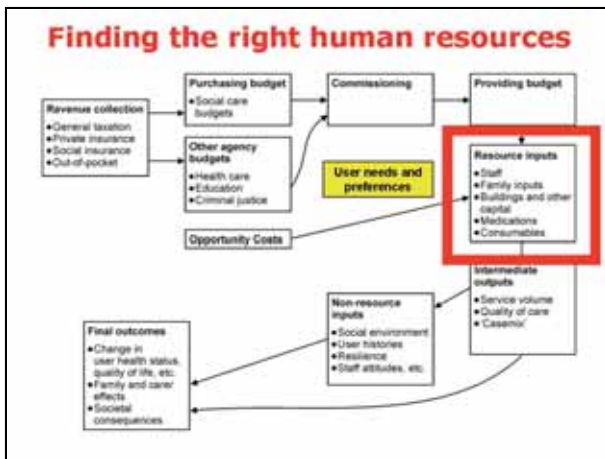 Finding the right human resources
Revenue collection
●General taxation
●Private insurance
●Social insurance
●Out-of-pocket
Purchasing budget
●Social care
budgets
Other agency
budgets
●Health care
●Education
●Criminal justice
Commissioning
Providing budget
User needs and
preferences
Resource inputs
●Staff
●Family inputs
●Buildings and other
capital
●Medications
●Consumables
Opportunity Costs
Intermediate
outputs
●Service volume
●Quality of care
●'Casemix'
Non-resource
inputs
●Social environment
●User histories
●Resilience
●Staff attitudes, etc.
Final outcomes
●Change in
user health status,
quality of life, etc.
●Family and carer
effects
●Societal
consequences